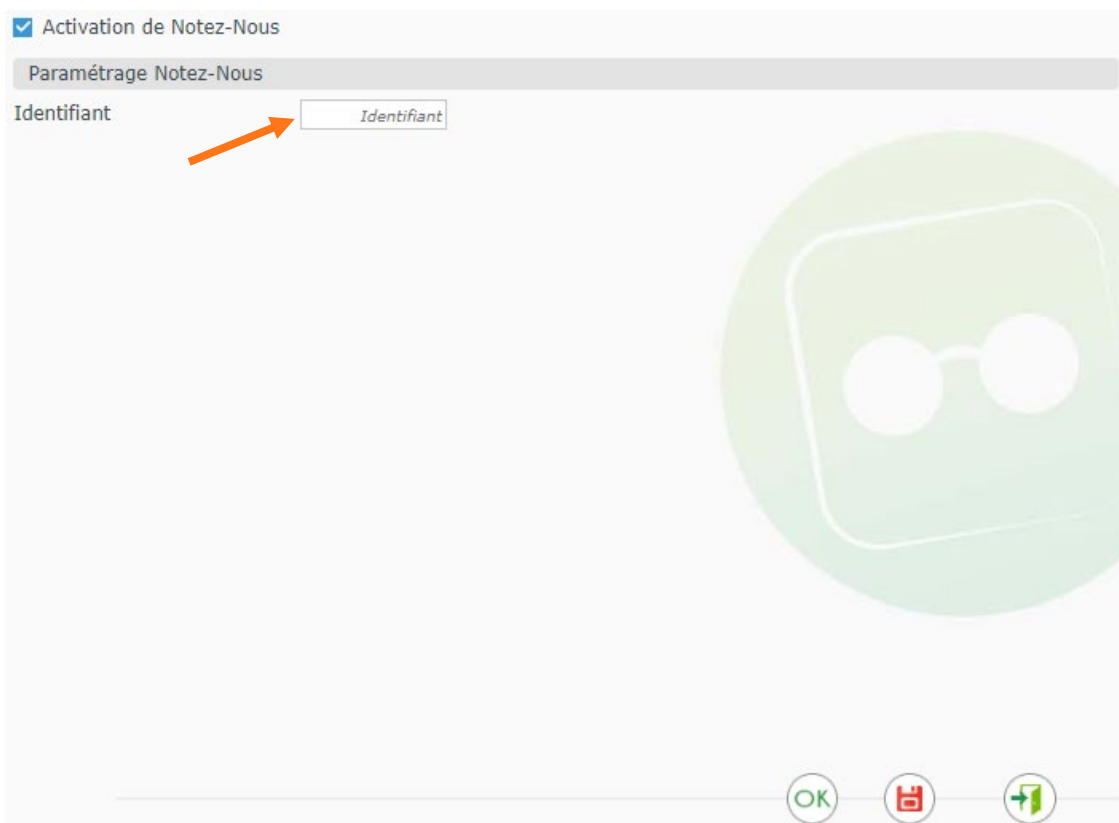 Activation de Notez-Nous
Paramétrage Notez-Nous
Identifiant Identifiant
OK